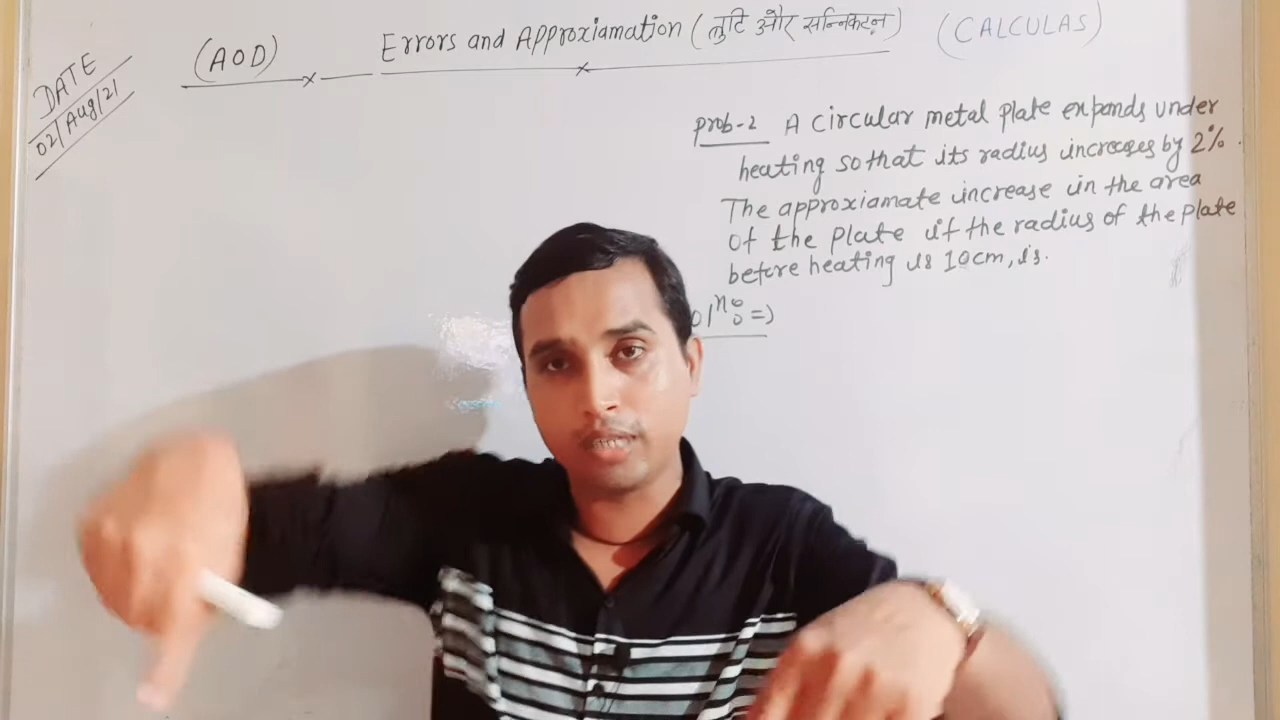 DATE
02/Aug/21
(AOD)
Errors and Approxiamation (त्रुटि और सन्निकटन) (CALCULAS)
Prob-2 A circular metal plate expands under
heating so that its radius increases by 2%.
The approxiamate increase in the area
of the plate if the radius of the plate
before heating is 10cm, is.
olⁿ: =>